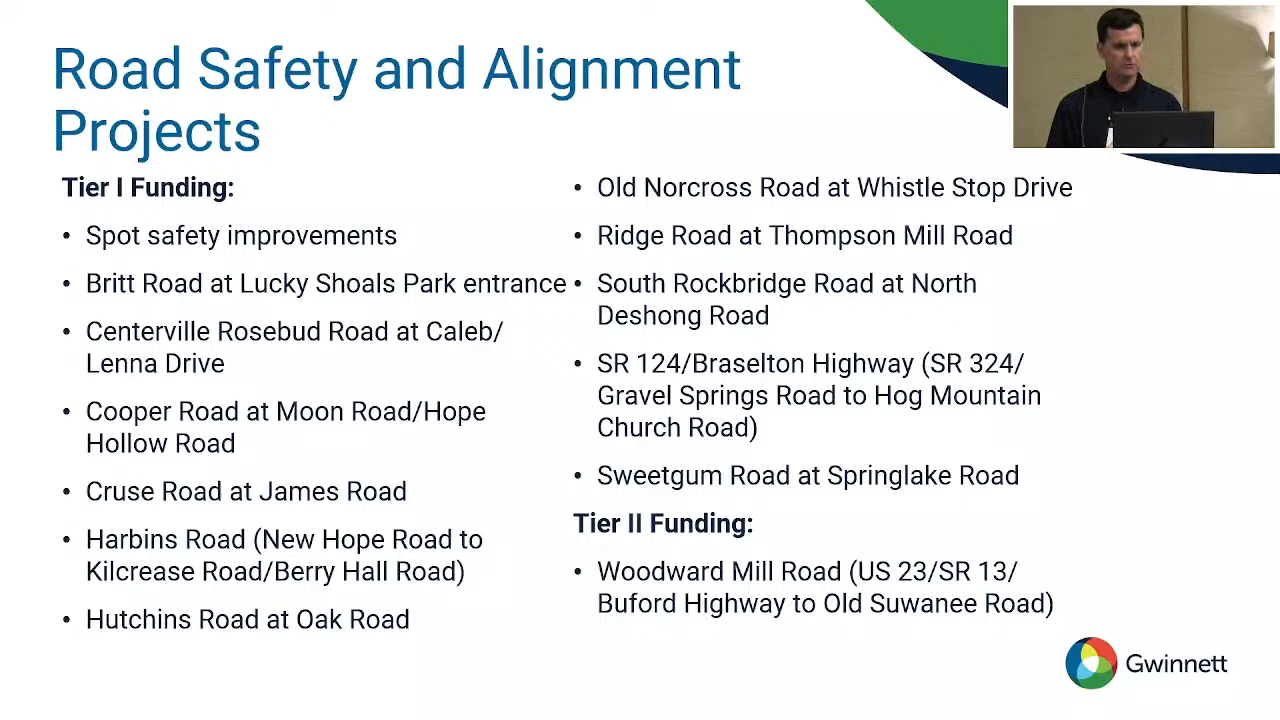 Road Safety and Alignment
Projects
Tier I Funding:
• Spot safety improvements
• Britt Road at Lucky Shoals Park entrance
• Centerville Rosebud Road at Caleb/
Lenna Drive
• Cooper Road at Moon Road/Hope
Hollow Road
• Cruse Road at James Road
• Harbins Road (New Hope Road to
Kilcrease Road/Berry Hall Road)
• Hutchins Road at Oak Road
• Old Norcross Road at Whistle Stop Drive
• Ridge Road at Thompson Mill Road
• South Rockbridge Road at North
Deshong Road
• SR 124/Braselton Highway (SR 324/
Gravel Springs Road to Hog Mountain
Church Road)
• Sweetgum Road at Springlake Road
Tier II Funding:
• Woodward Mill Road (US 23/SR 13/
Buford Highway to Old Suwanee Road)
Gwinnett